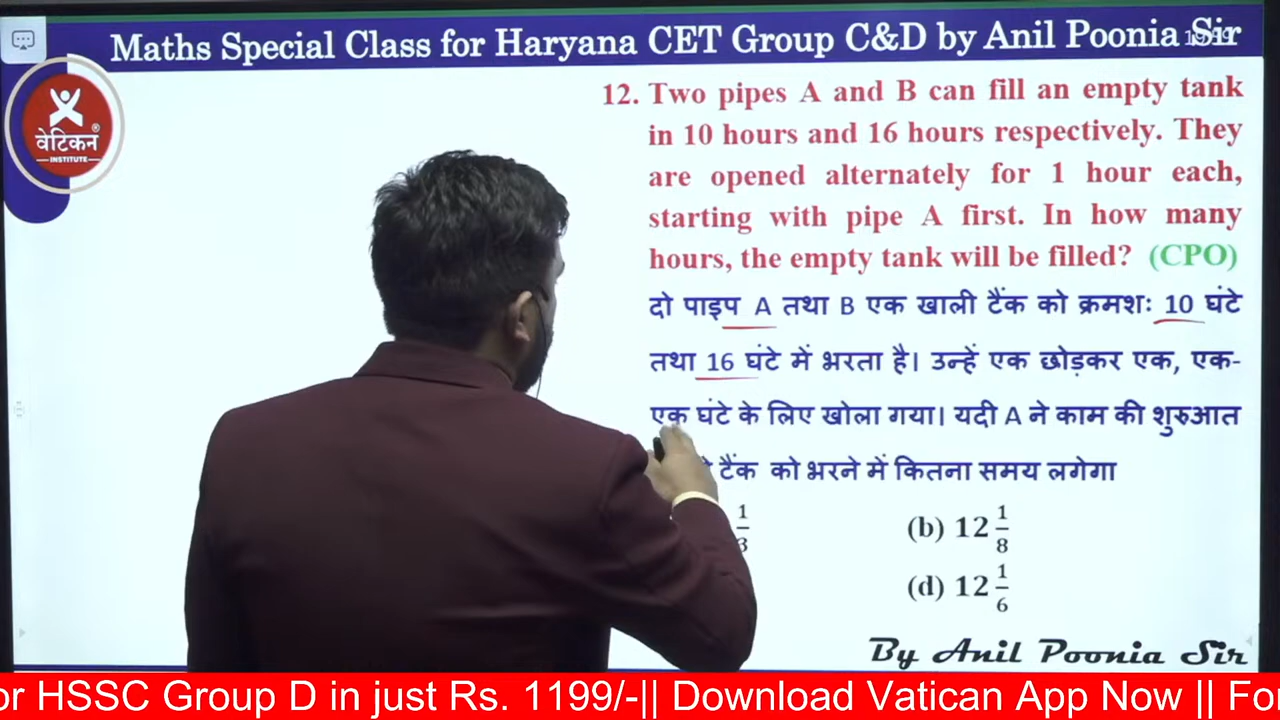 Maths Special Class for Haryana CET Group C&D by Anil Poonia Sir
वेटिकन
INSTITUTE
12. Two pipes A and B can fill an empty tank
in 10 hours and 16 hours respectively. They
are opened alternately for 1 hour each,
starting with pipe A first. In how many
hours, the empty tank will be filled? (CPO)
दो पाइप A तथा B एक खाली टैंक को क्रमशः 10 घंटे
तथा 16 घंटे में भरता है। उन्हें एक छोड़कर एक, एक-
एक घंटे के लिए खोला गया। यदी A ने काम की शुरुआत
टैंक को भरने में कितना समय लगेगा
(b) 12 1/8
(d) 12 1/6
By Anil Poonia Sir
or HSSC Group D in just Rs. 1199/-|| Download Vatican App Now || Fo